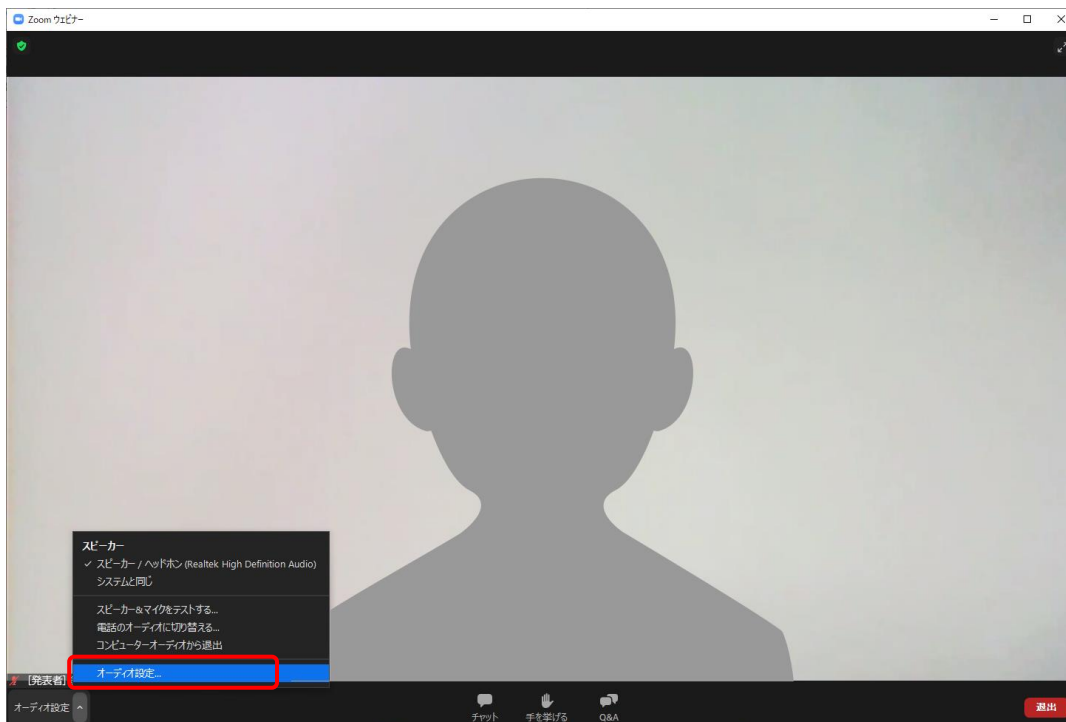 Zoom ウェビナー
スピーカー
スピーカー / ヘッドホン (Realtek High Definition Audio)
システムと同じ
スピーカー&マイクをテストする...
電話のオーディオに切り替える...
コンピューターオーディオから退出
オーディオ設定...
[発表者]
オーディオ設定
チャット
手を挙げる
Q&A
退出